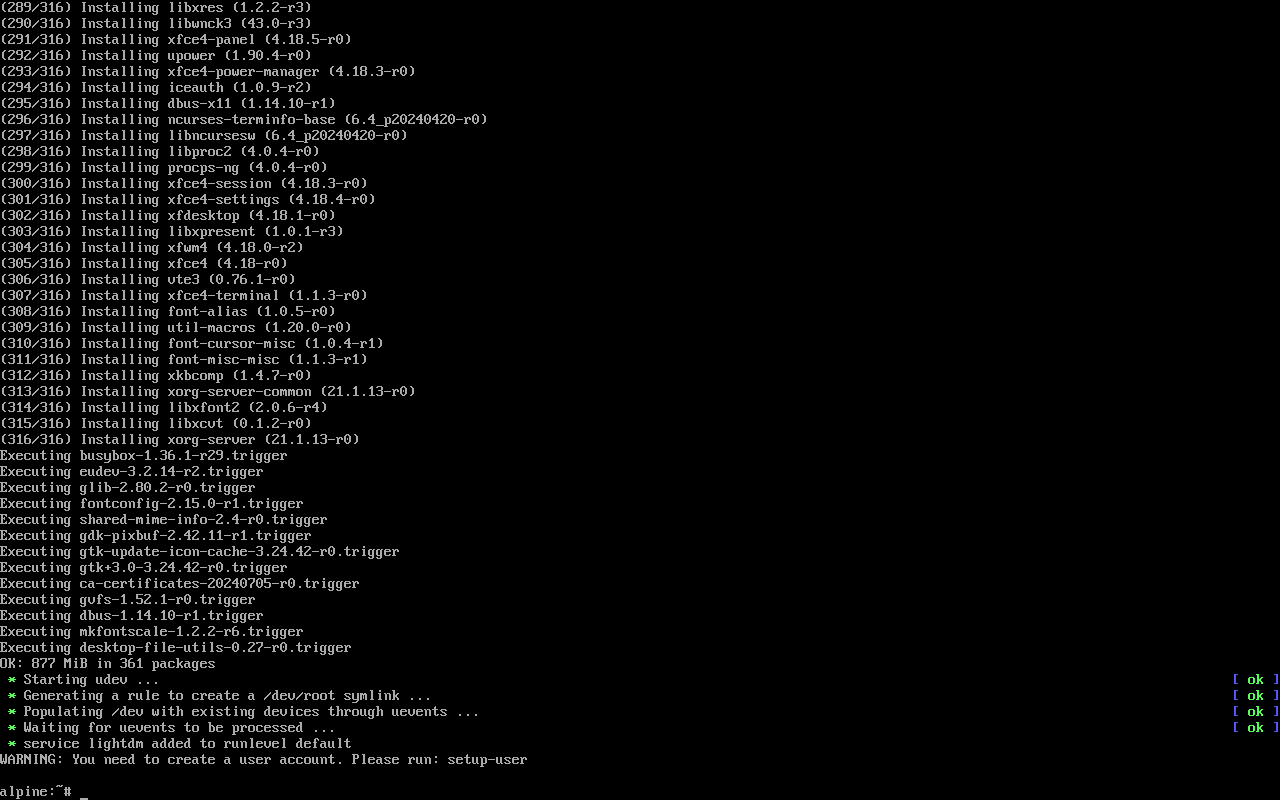 (289/316) Installing libxres (1.2.2-r3)
(290/316) Installing libwnck3 (43.0-r3)
(291/316) Installing xfce4-panel (4.18.5-r0)
(292/316) Installing upower (1.90.4-r0)
(293/316) Installing xfce4-power-manager (4.18.3-r0)
(294/316) Installing iceauth (1.0.9-r2)
(295/316) Installing dbus-x11 (1.14.10-r1)
(296/316) Installing ncurses-terminfo-base (6.4_p20240420-r0)
(297/316) Installing libncursesw (6.4_p20240420-r0)
(298/316) Installing libproc2 (4.0.4-r0)
(299/316) Installing procps-ng (4.0.4-r0)
(300/316) Installing xfce4-session (4.18.3-r0)
(301/316) Installing xfce4-settings (4.18.4-r0)
(302/316) Installing xfdesktop (4.18.1-r0)
(303/316) Installing libxpresent (1.0.1-r3)
(304/316) Installing xfwm4 (4.18.0-r2)
(305/316) Installing xfce4 (4.18-r0)
(306/316) Installing vte3 (0.76.1-r0)
(307/316) Installing xfce4-terminal (1.1.3-r0)
(308/316) Installing font-alias (1.0.5-r0)
(309/316) Installing util-macros (1.20.0-r0)
(310/316) Installing font-cursor-misc (1.0.4-r1)
(311/316) Installing font-misc-misc (1.1.3-r1)
(312/316) Installing xkbcomp (1.4.7-r0)
(313/316) Installing xorg-server-common (21.1.13-r0)
(314/316) Installing libxfont2 (2.0.6-r4)
(315/316) Installing libxcvt (0.1.2-r0)
(316/316) Installing xorg-server (21.1.13-r0)
Executing busybox-1.36.1-r29.trigger
Executing eudev-3.2.14-r2.trigger
Executing glib-2.80.2-r0.trigger
Executing fontconfig-2.15.0-r1.trigger
Executing shared-mime-info-2.4-r0.trigger
Executing gdk-pixbuf-2.42.11-r1.trigger
Executing gtk-update-icon-cache-3.24.42-r0.trigger
Executing gtk+3.0-3.24.42-r0.trigger
Executing ca-certificates-20240705-r0.trigger
Executing gvfs-1.52.1-r0.trigger
Executing dbus-1.14.10-r1.trigger
Executing mkfontscale-1.2.2-r6.trigger
Executing desktop-file-utils-0.27-r0.trigger
OK: 877 MiB in 361 packages
* Starting udev ... [ ok ]
* Generating a rule to create a /dev/root symlink ... [ ok ]
* Populating /dev with existing devices through uevents ... [ ok ]
* Waiting for uevents to be processed ... [ ok ]
* service lightdm added to runlevel default
WARNING: You need to create a user account. Please run: setup-user
alpine:~# _